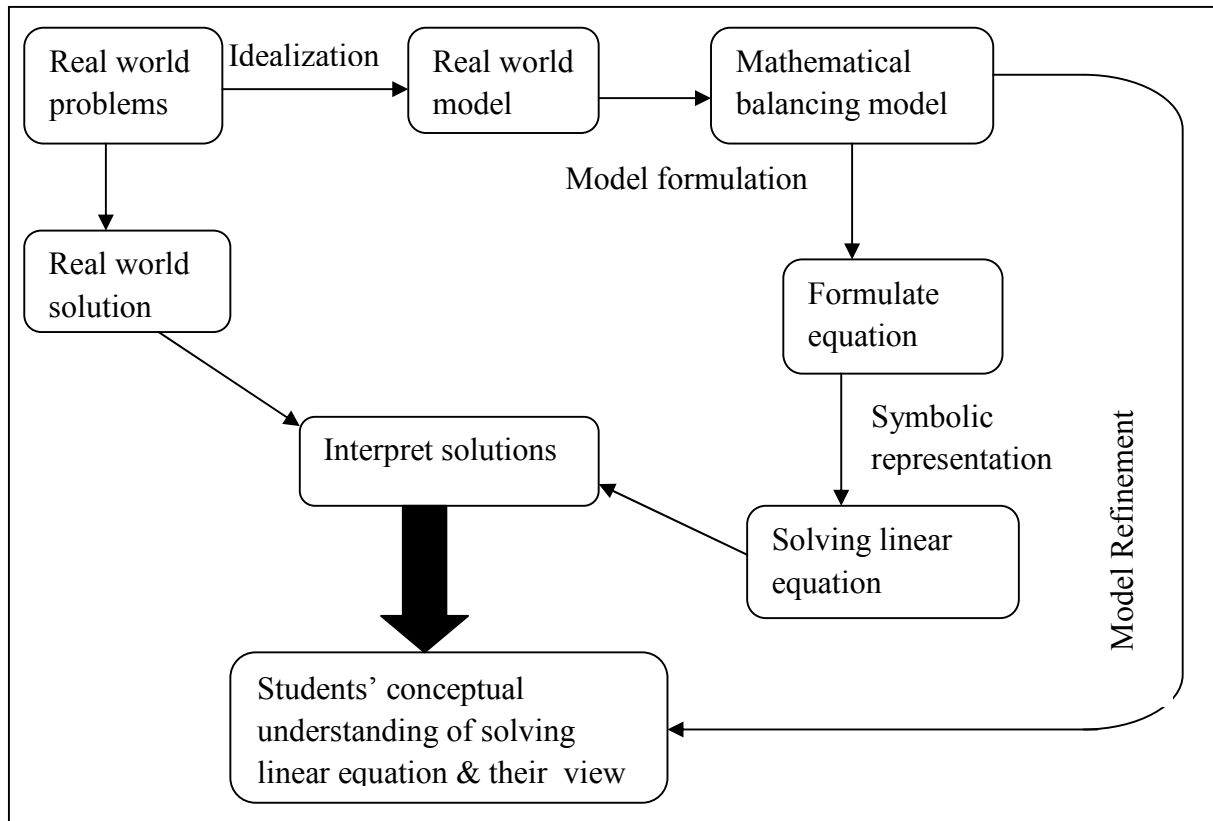 Real world
problems
Idealization
Real world
model
Mathematical
balancing model
Model formulation
Real world
solution
Formulate
equation
Symbolic
representation
Interpret solutions
Solving linear
equation
Model Refinement
Students’ conceptual
understanding of solving
linear equation & their view